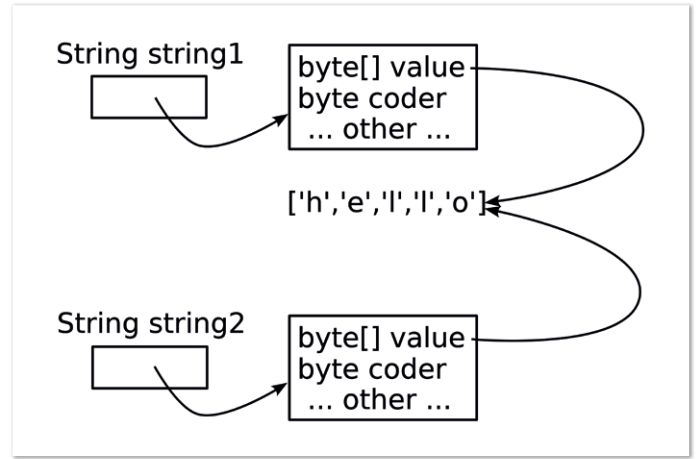 String string1
byte[] value
byte coder
... other ...
['h','e','l','l','o']
String string2
byte[] value
byte coder
... other ...